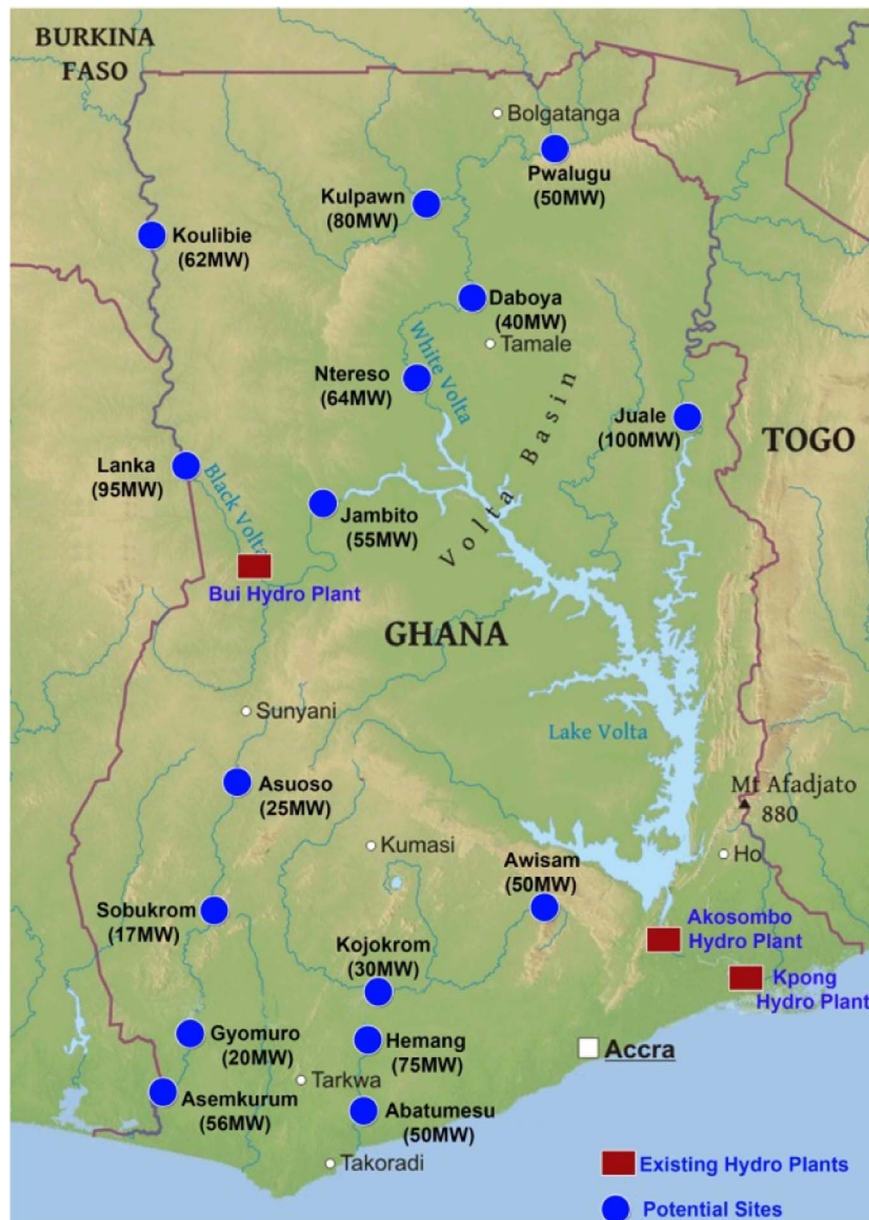 BURKINA
FASO
Bolgatanga
Pwalugu
(50MW)
Kulpawn
(80MW)
Koulibie
(62MW)
Daboya
(40MW)
Tamale
White Volta
Ntereso
(64MW)
Juale
(100MW)
TOGO
Volta Basin
Lanka
(95MW)
Black Volta
Jambito
(55MW)
Bui Hydro Plant
GHANA
Sunyani
Lake Volta
Asuoso
(25MW)
Mt Afadjato
880
Kumasi
Ho
Awisam
(50MW)
Sobukrom
(17MW)
Akosombo
Hydro Plant
Kojokrom
(30MW)
Kpong
Hydro Plant
Gyomuro
(20MW)
Hemang
(75MW)
Accra
Tarkwa
Asemkurum
(56MW)
Abatumesu
(50MW)
Takoradi
Existing Hydro Plants
Potential Sites